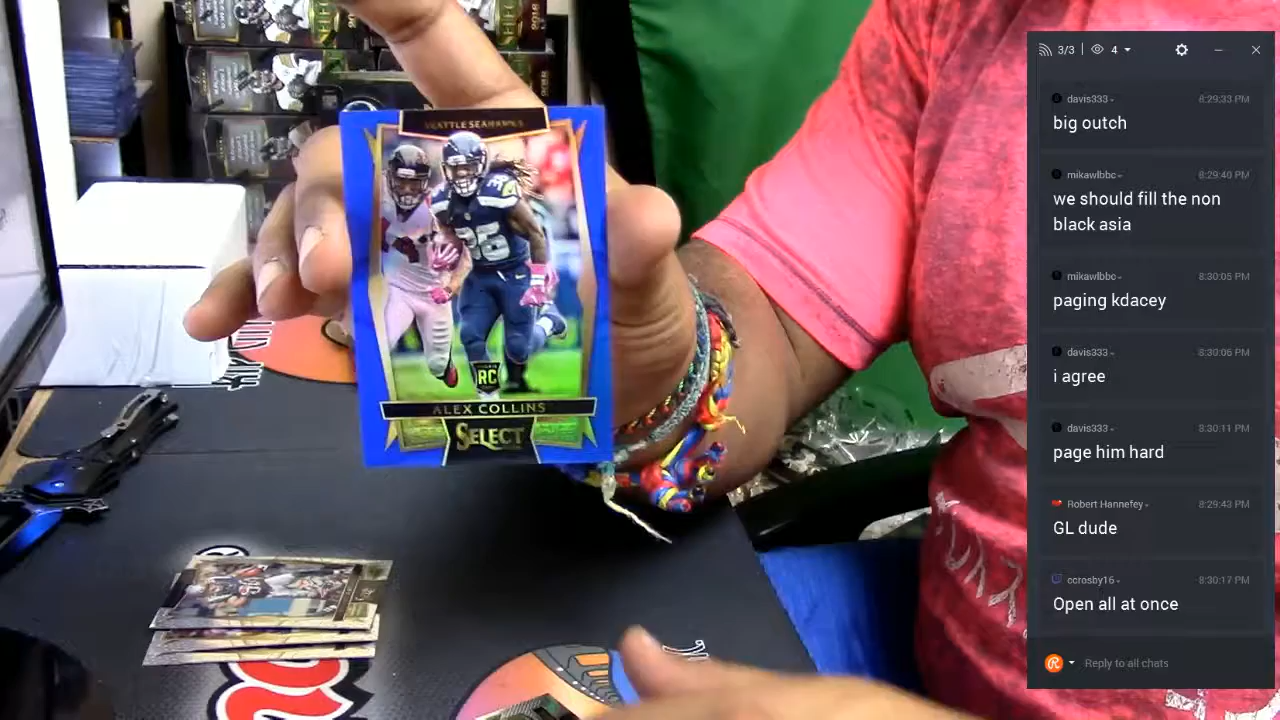 SEATTLE SEAHAWKS
35
RC
ALEX COLLINS
SELECT
3/3 4
davis333 8:29:33 PM
big outch
mikawlbbc 8:29:40 PM
we should fill the non
black asia
mikawlbbc 8:30:05 PM
paging kdacey
davis333 8:30:06 PM
i agree
davis333 8:30:11 PM
page him hard
Robert Hannefey 8:29:43 PM
GL dude
ccrosby16 8:30:17 PM
Open all at once
Reply to all chats